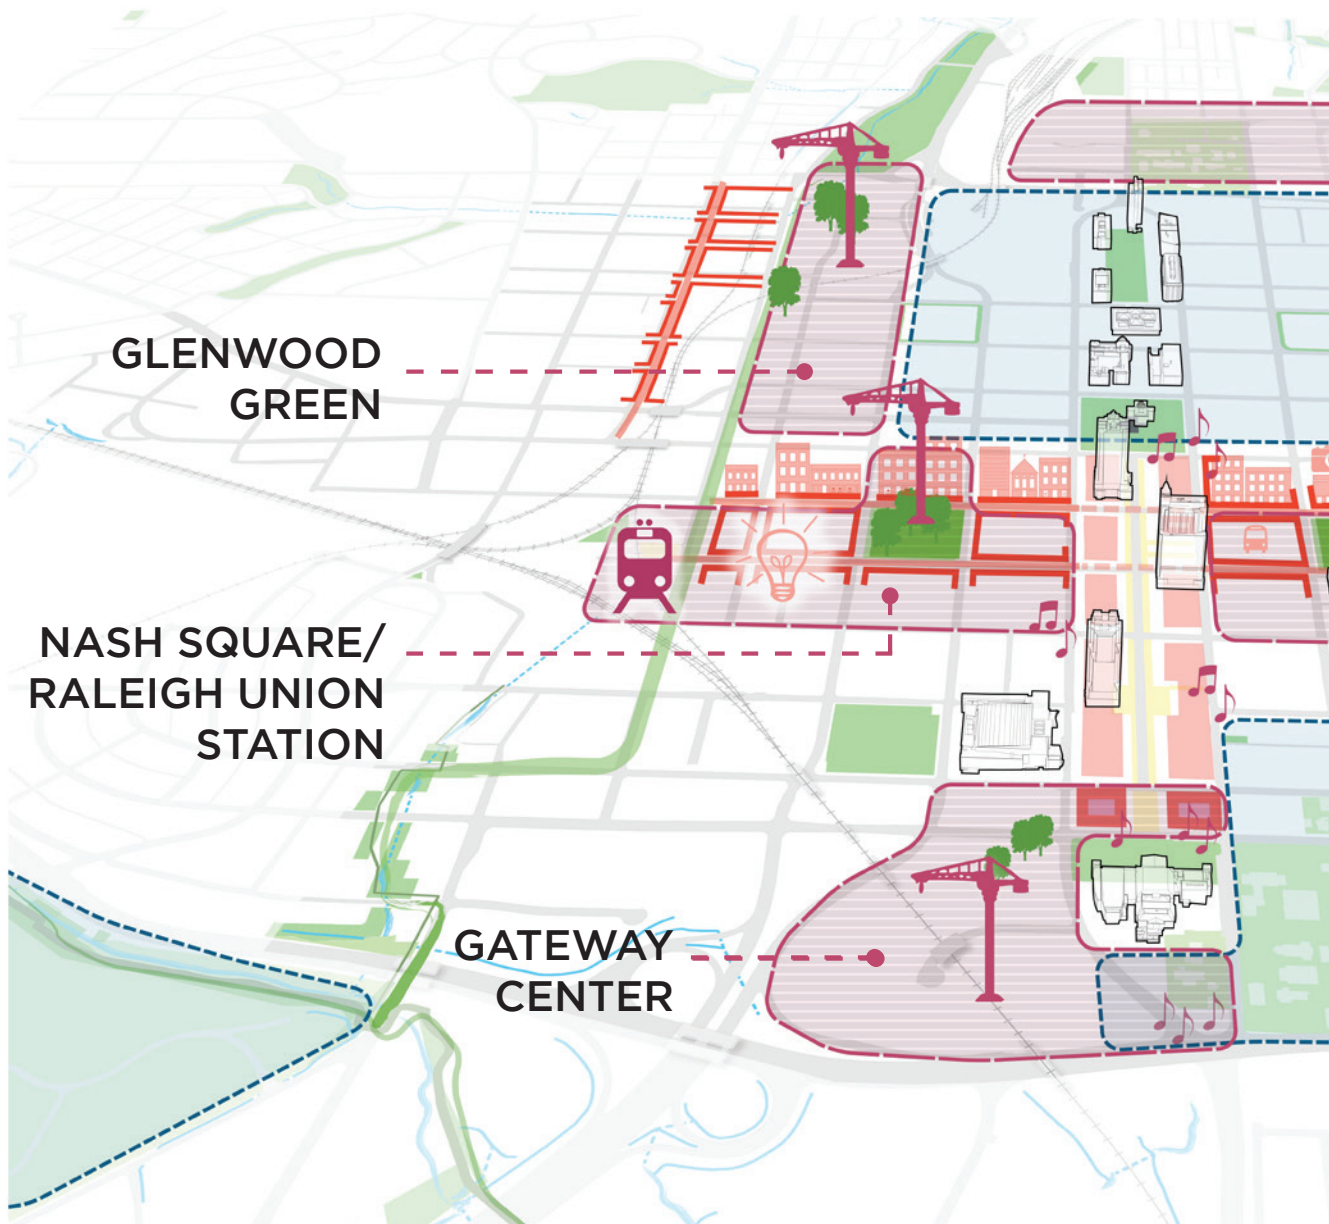 GLENWOOD
GREEN
NASH SQUARE/
RALEIGH UNION
STATION
GATEWAY
CENTER